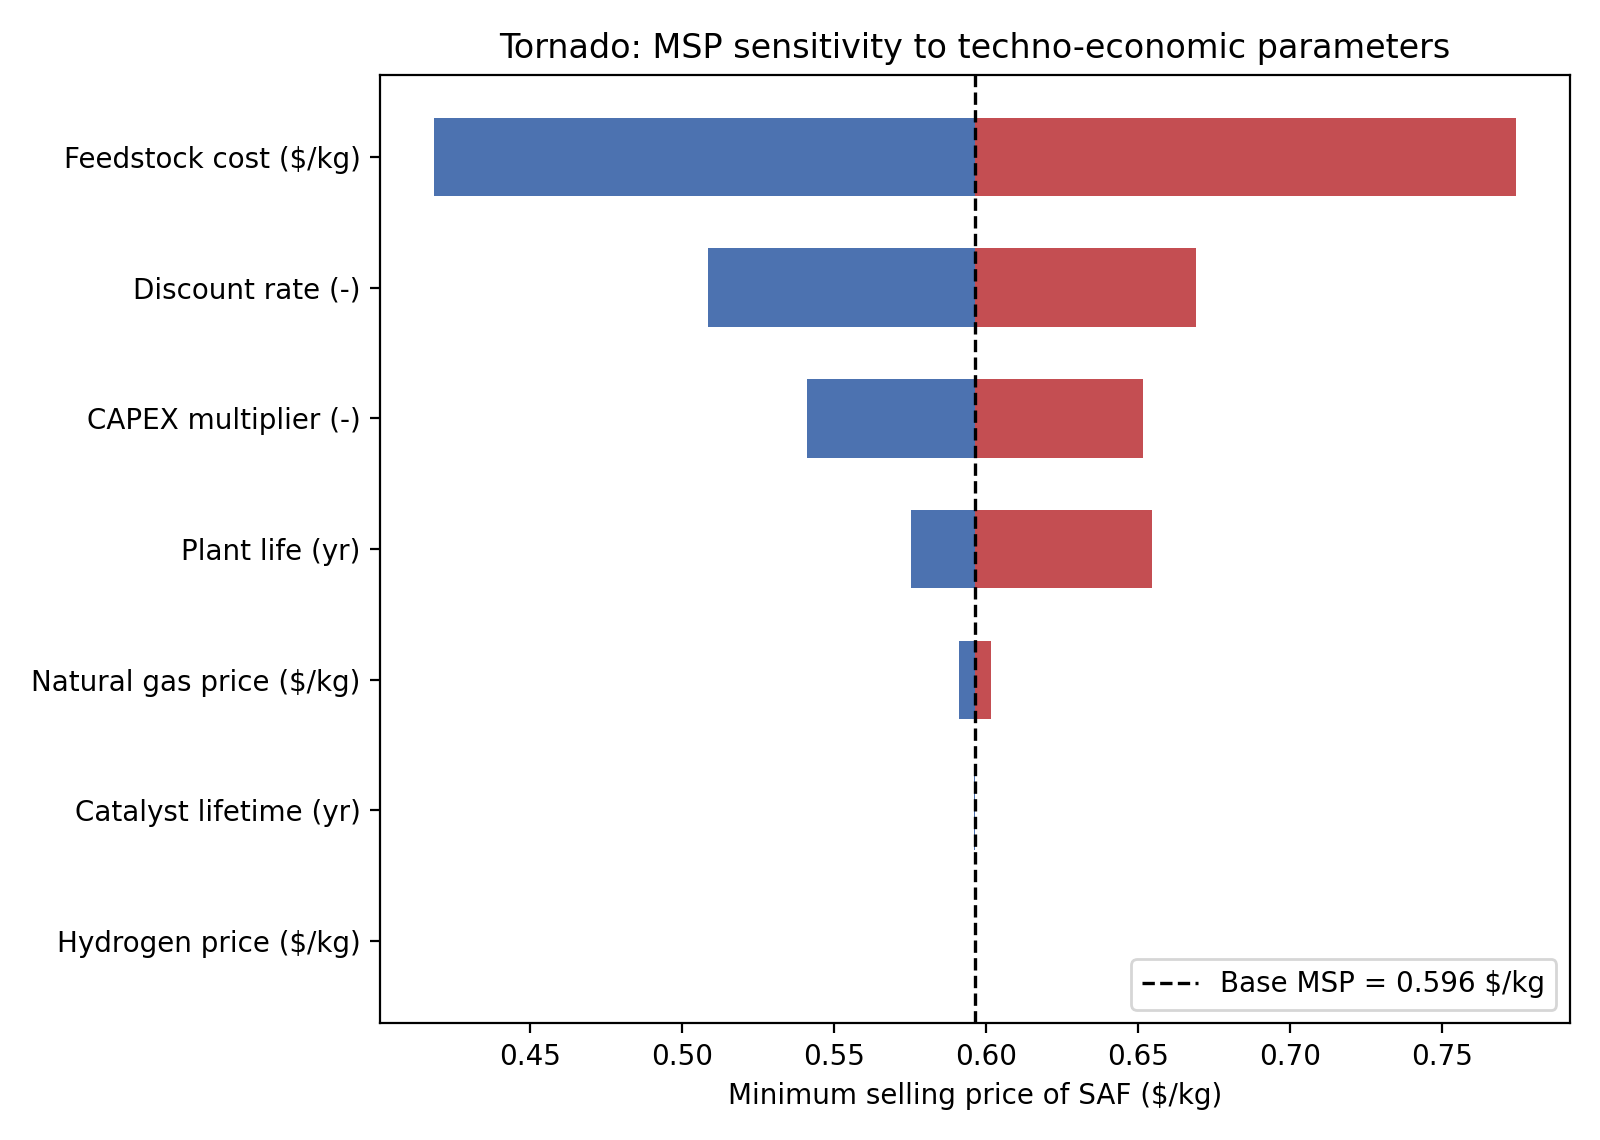 Tornado: MSP sensitivity to techno-economic parameters
Feedstock cost ($/kg)
Discount rate (-)
CAPEX multiplier (-)
Plant life (yr)
Natural gas price ($/kg)
Catalyst lifetime (yr)
Hydrogen price ($/kg)
Base MSP = 0.596 $/kg
0.45 0.50 0.55 0.60 0.65 0.70 0.75
Minimum selling price of SAF ($/kg)